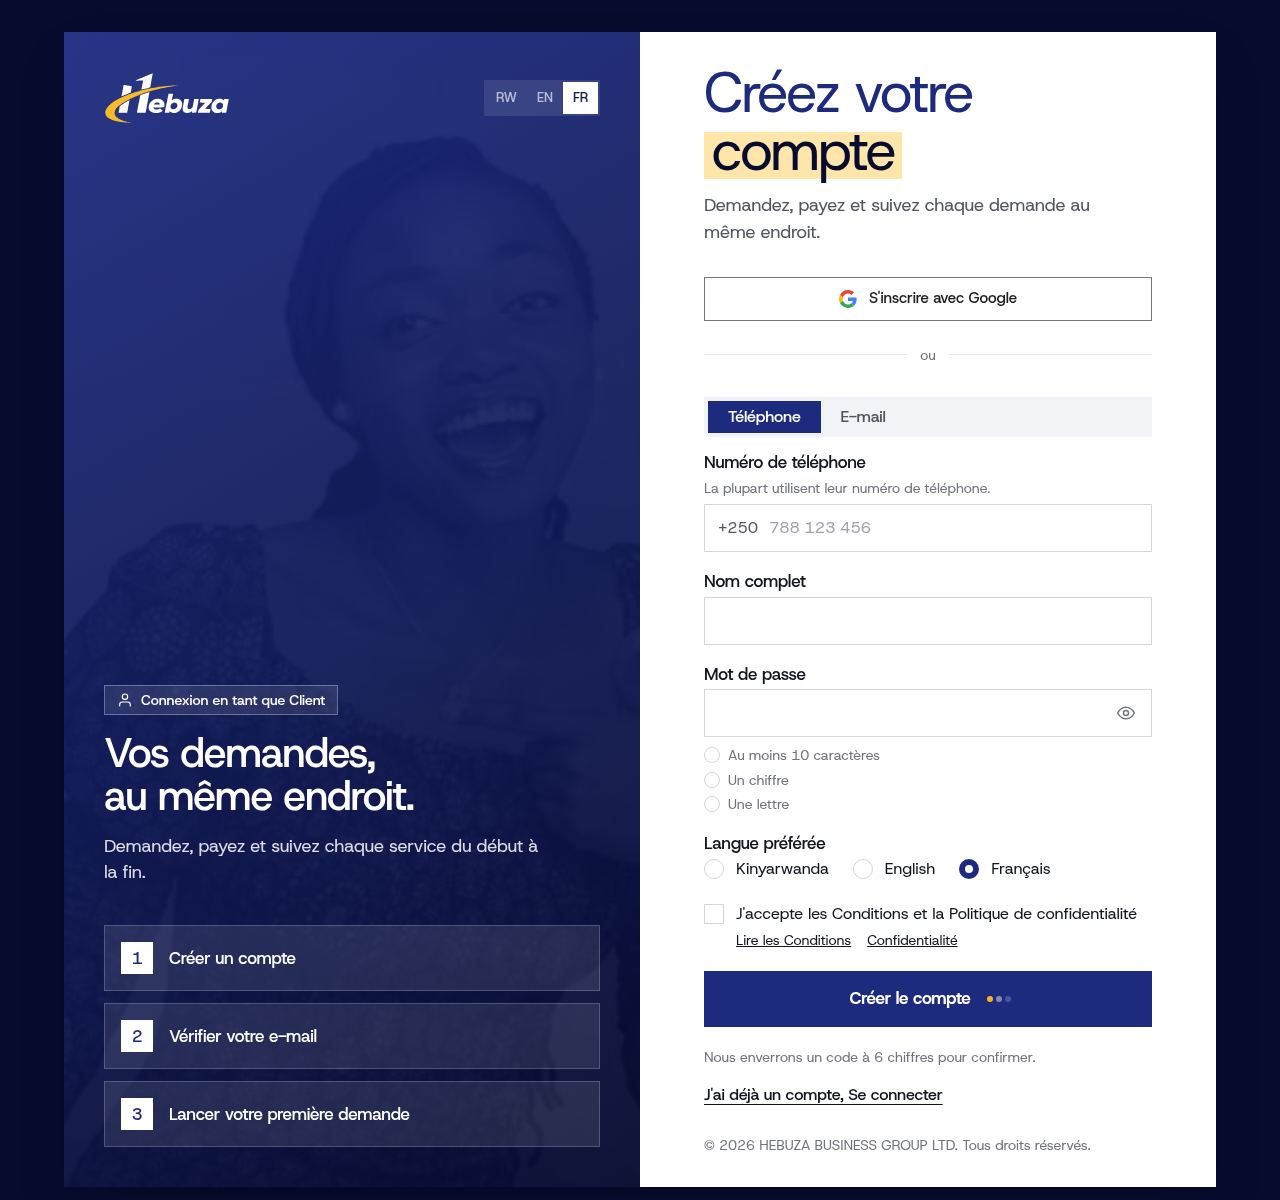 Hebuza
RW EN FR
Connexion en tant que Client
Vos demandes,
au même endroit.
Demandez, payez et suivez chaque service du début à
la fin.
1 Créer un compte
2 Vérifier votre e-mail
3 Lancer votre première demande
Créez votre
compte
Demandez, payez et suivez chaque demande au
même endroit.
S'inscrire avec Google
ou
Téléphone E-mail
Numéro de téléphone
La plupart utilisent leur numéro de téléphone.
+250 788 123 456
Nom complet
Mot de passe
Au moins 10 caractères
Un chiffre
Une lettre
Langue préférée
Kinyarwanda English Français
J'accepte les Conditions et la Politique de confidentialité
Lire les Conditions Confidentialité
Créer le compte
Nous enverrons un code à 6 chiffres pour confirmer.
J'ai déjà un compte, Se connecter
© 2026 HEBUZA BUSINESS GROUP LTD. Tous droits réservés.